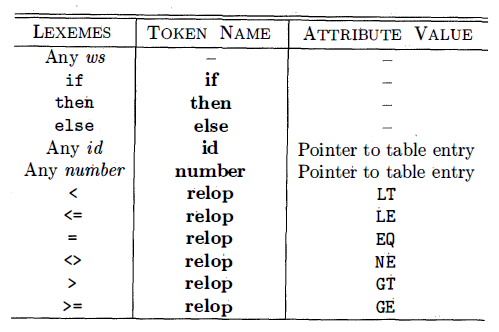 LEXEMES TOKEN NAME ATTRIBUTE VALUE
Any ws – –
if if –
then then –
else else –
Any id id Pointer to table entry
Any number number Pointer to table entry
< relop LT
<= relop LE
= relop EQ
<> relop NE
> relop GT
>= relop GE